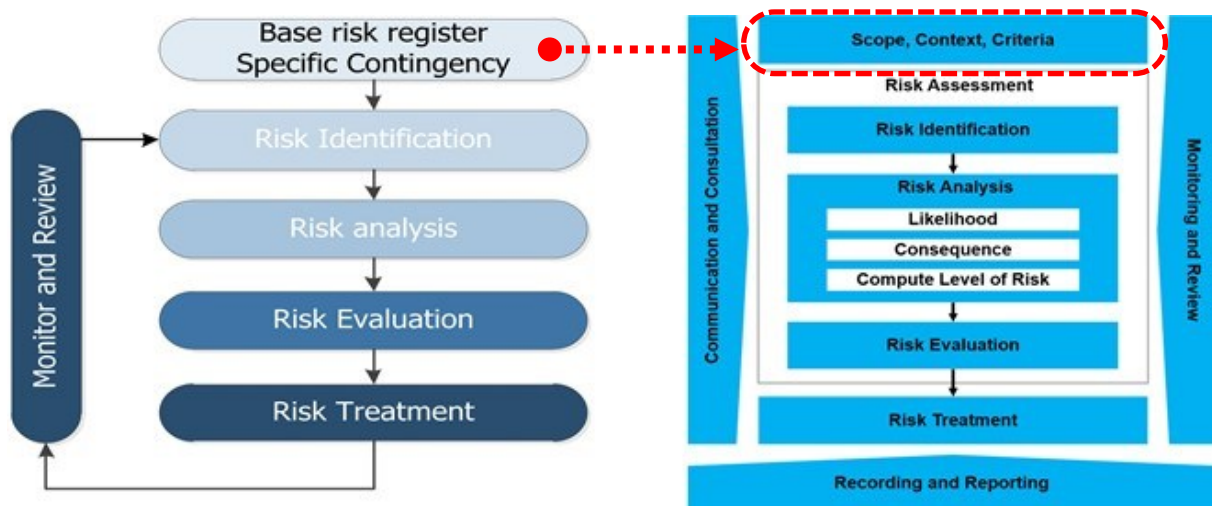 Base risk register
Specific Contingency
Risk Identification
Risk analysis
Risk Evaluation
Risk Treatment
Monitor and Review
Communication and Consultation
Scope, Context, Criteria
Risk Assessment
Risk Identification
Risk Analysis
Likelihood
Consequence
Compute Level of Risk
Risk Evaluation
Risk Treatment
Monitoring and Review
Recording and Reporting